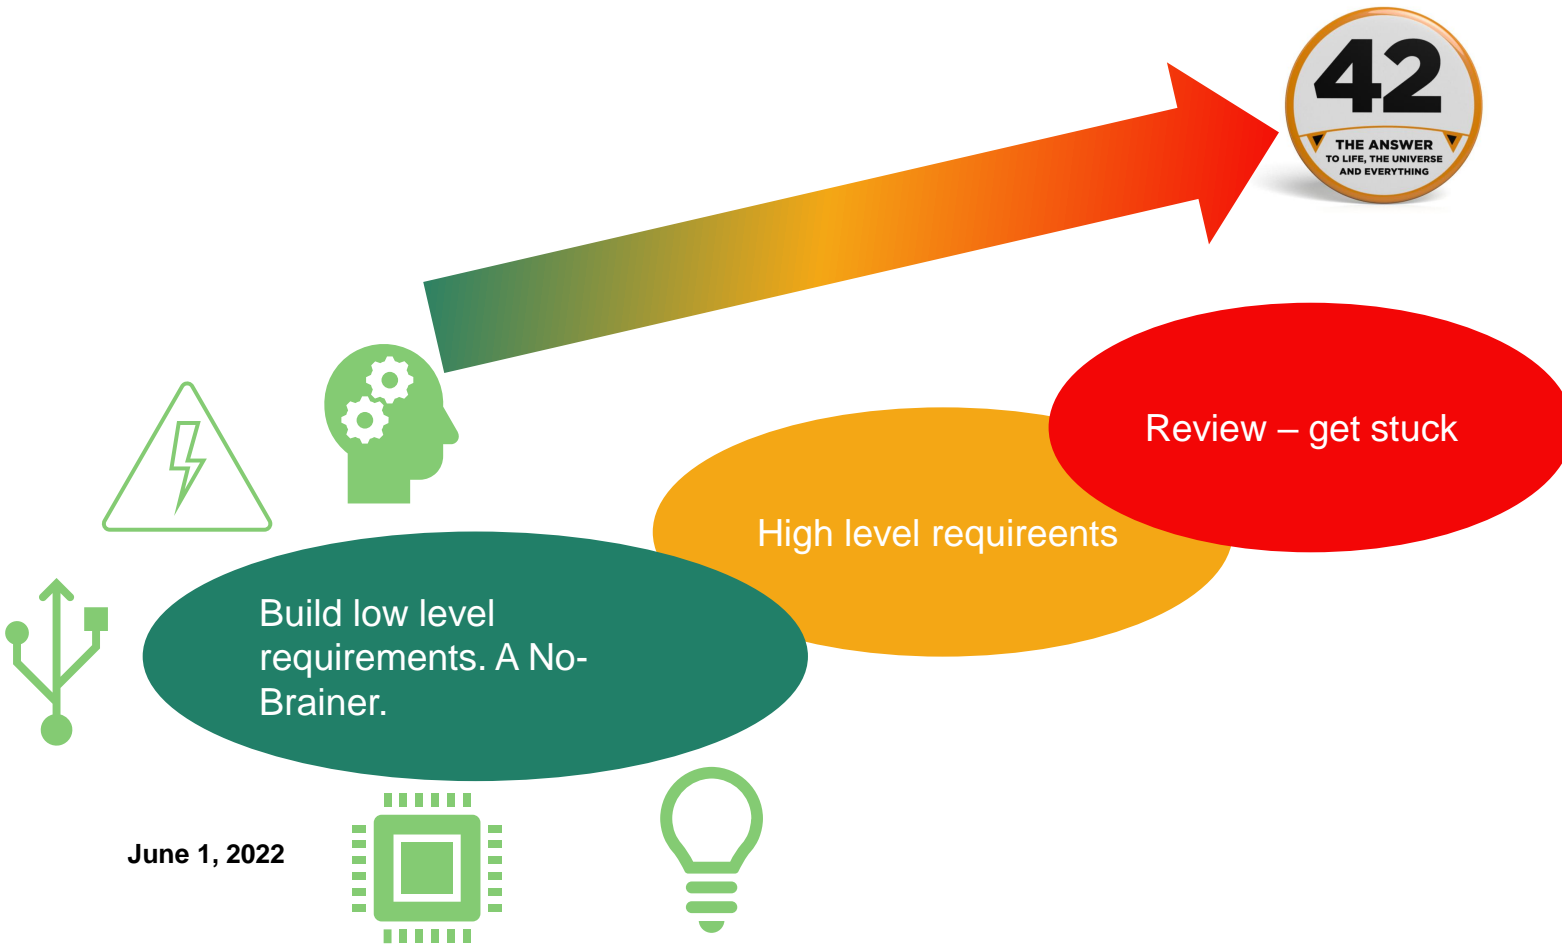 42
THE ANSWER
TO LIFE, THE UNIVERSE
AND EVERYTHING
Review – get stuck
High level requireents
Build low level
requirements. A No-
Brainer.
June 1, 2022